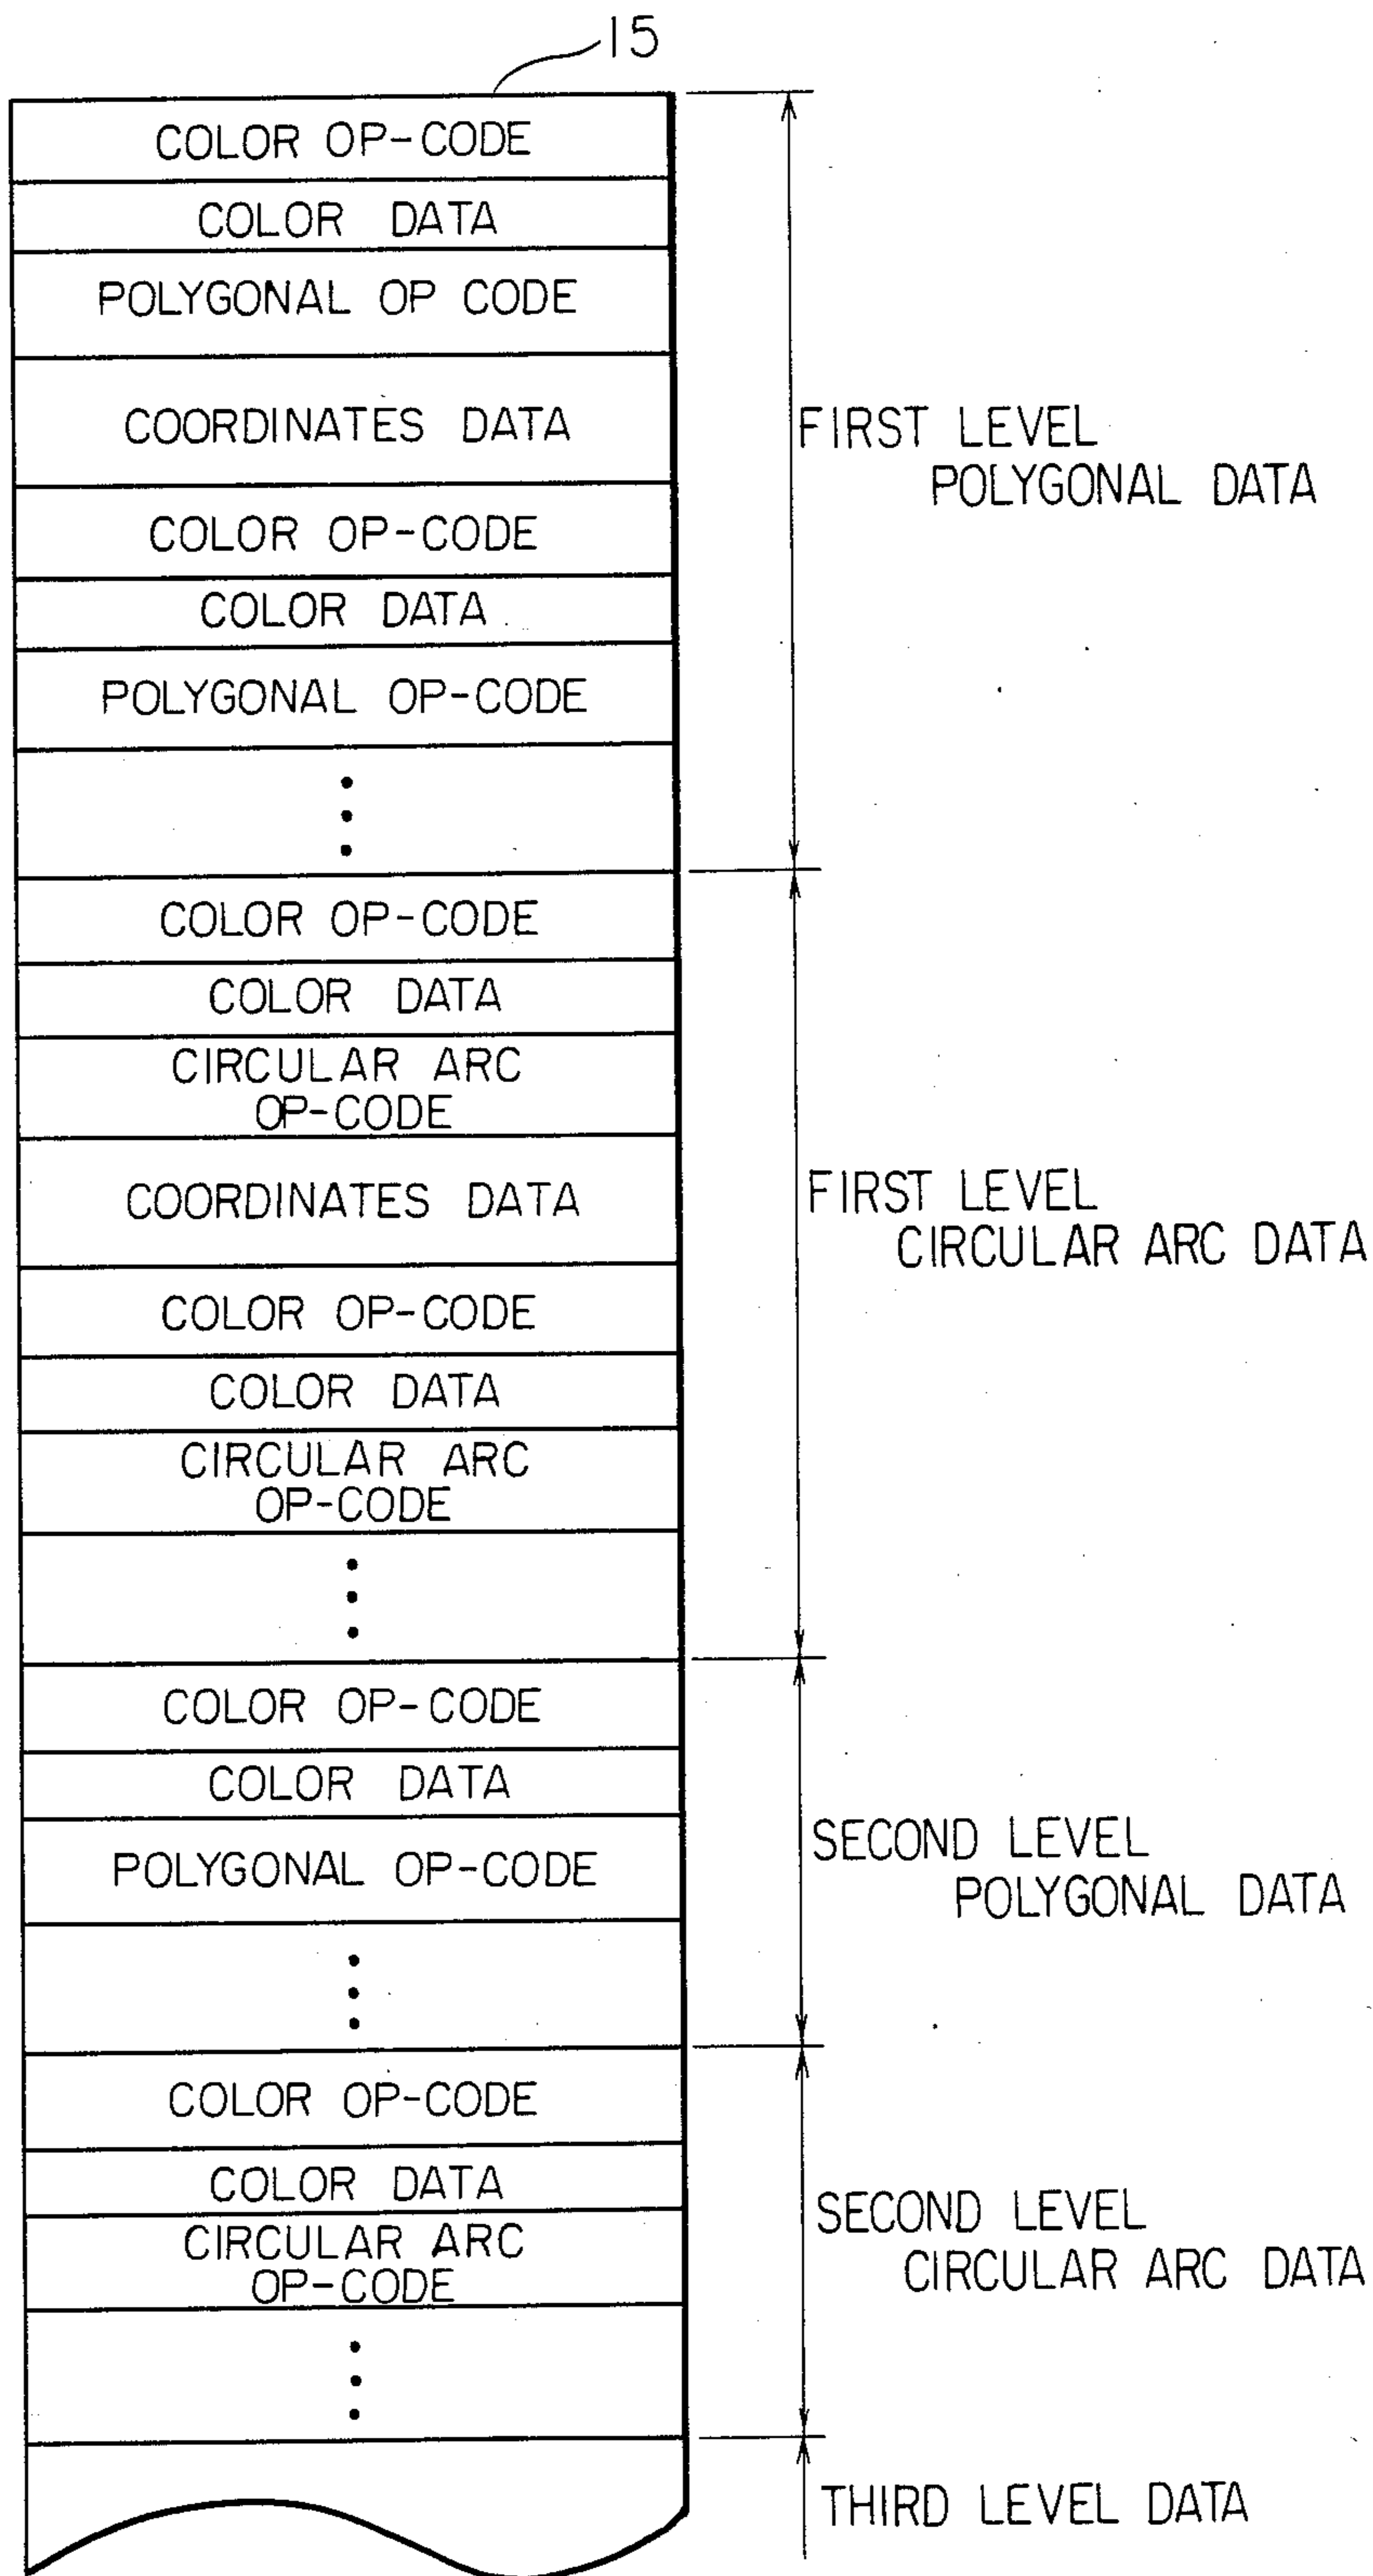 15
COLOR OP-CODE
COLOR DATA
POLYGONAL OP CODE
COORDINATES DATA
COLOR OP-CODE
COLOR DATA
POLYGONAL OP-CODE
FIRST LEVEL
POLYGONAL DATA
COLOR OP-CODE
COLOR DATA
CIRCULAR ARC
OP-CODE
COORDINATES DATA
COLOR OP-CODE
COLOR DATA
CIRCULAR ARC
OP-CODE
FIRST LEVEL
CIRCULAR ARC DATA
COLOR OP-CODE
COLOR DATA
POLYGONAL OP-CODE
SECOND LEVEL
POLYGONAL DATA
COLOR OP-CODE
COLOR DATA
CIRCULAR ARC
OP-CODE
SECOND LEVEL
CIRCULAR ARC DATA
THIRD LEVEL DATA